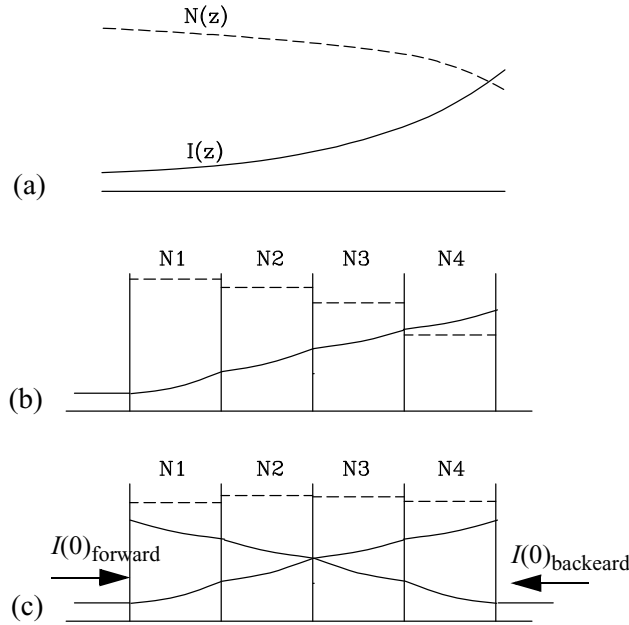 N(z)
I(z)
(a)
N1 N2 N3 N4
(b)
N1 N2 N3 N4
I(0)forward
I(0)backeard
(c)